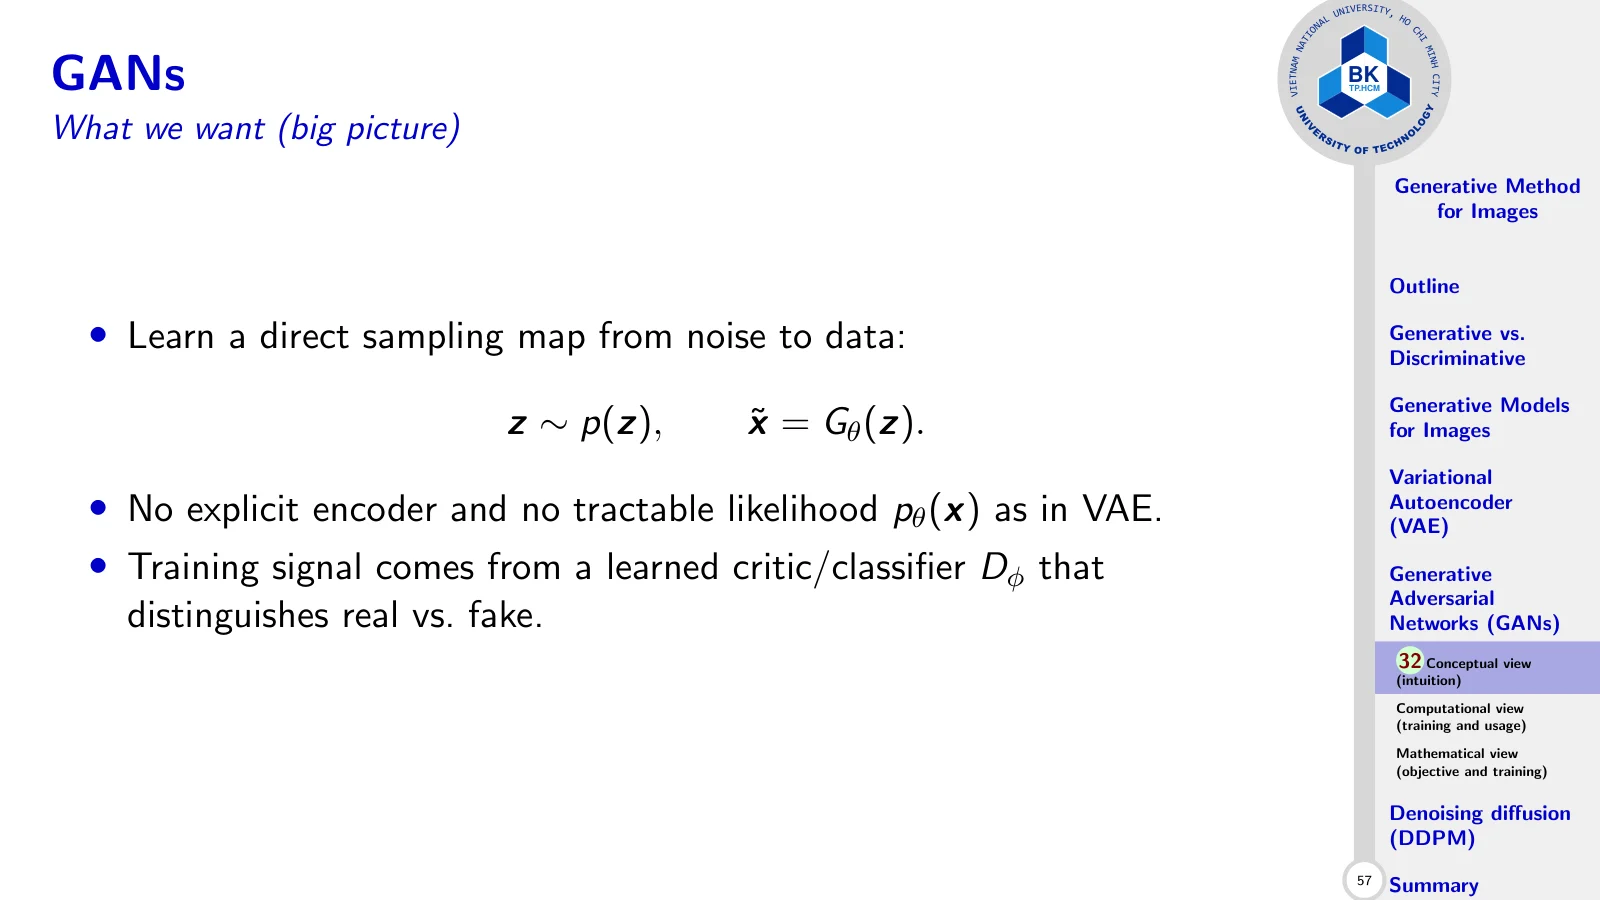 GANs
What we want (big picture)
• Learn a direct sampling map from noise to data:
z ∼ p(z), x̃ = G_θ(z).
• No explicit encoder and no tractable likelihood p_θ(x) as in VAE.
• Training signal comes from a learned critic/classifier D_ϕ that
distinguishes real vs. fake.
VIETNAM NATIONAL UNIVERSITY, HO CHI MINH CITY
BK
TP.HCM
UNIVERSITY OF TECHNOLOGY
Generative Method
for Images
Outline
Generative vs.
Discriminative
Generative Models
for Images
Variational
Autoencoder
(VAE)
Generative
Adversarial
Networks (GANs)
32 Conceptual view
(intuition)
Computational view
(training and usage)
Mathematical view
(objective and training)
Denoising diffusion
(DDPM)
Summary
57